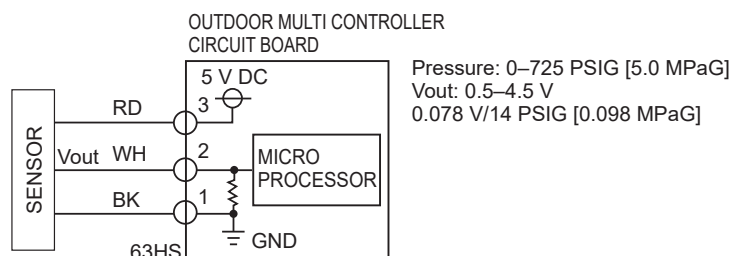 OUTDOOR MULTI CONTROLLER
CIRCUIT BOARD
Pressure: 0–725 PSIG [5.0 MPaG]
Vout: 0.5–4.5 V
0.078 V/14 PSIG [0.098 MPaG]
5 V DC
SENSOR
RD
3
Vout
WH
2
MICRO
PROCESSOR
BK
1
GND
63HS